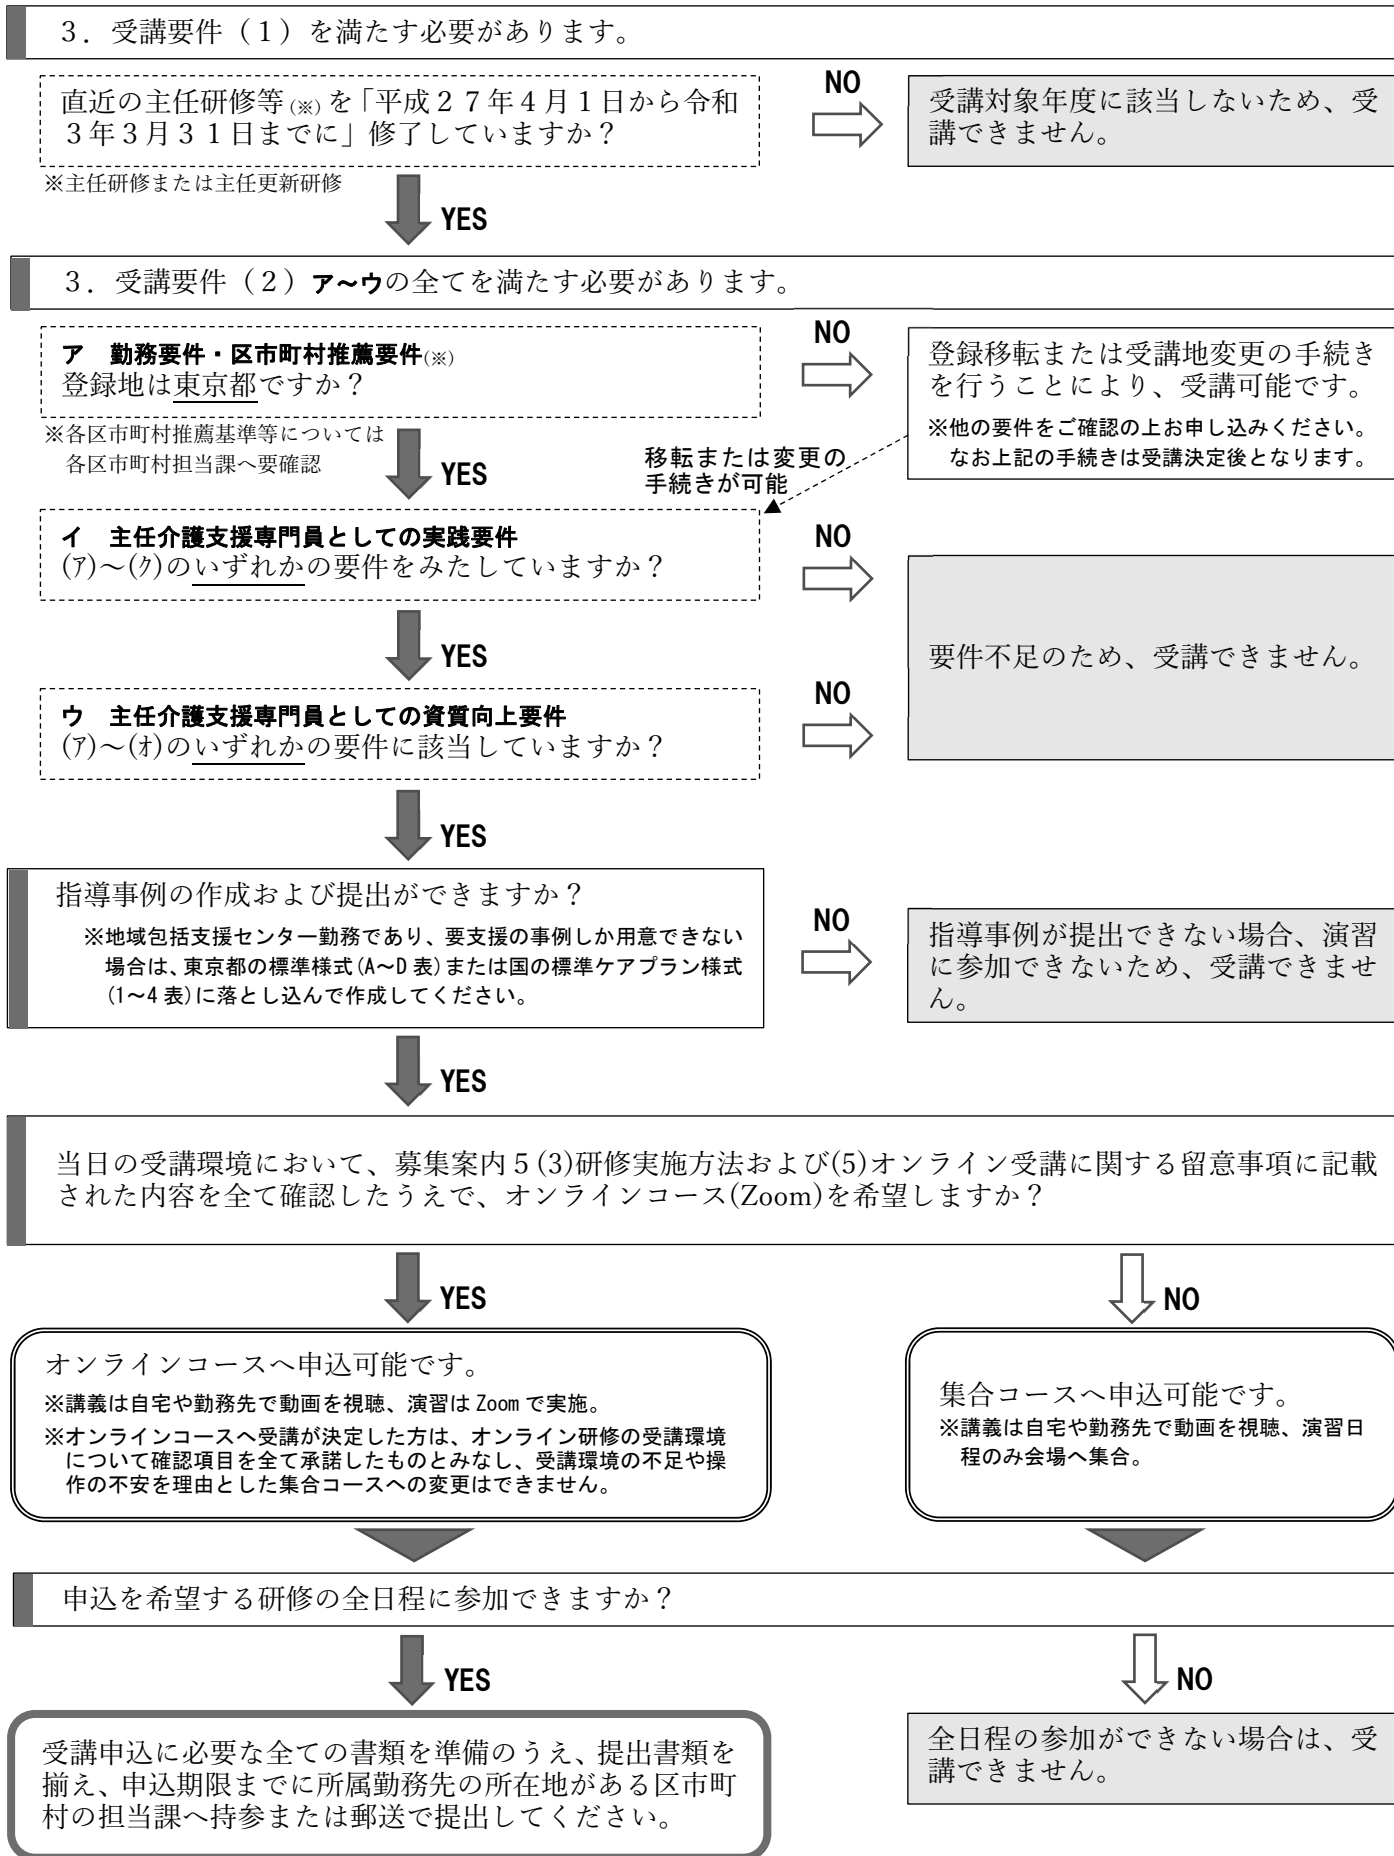 ３．受講要件（１）を満たす必要があります。
直近の主任研修等(※)を「平成２７年４月１日から令和
３年３月３１日までに」修了していますか？
NO
受講対象年度に該当しないため、受
講できません。
※主任研修または主任更新研修
YES
３．受講要件（２）ア～ウの全てを満たす必要があります。
ア　勤務要件・区市町村推薦要件(※)
登録地は東京都ですか？
NO
登録移転または受講地変更の手続き
を行うことにより、受講可能です。
※他の要件をご確認の上お申し込みください。
なお上記の手続きは受講決定後となります。
※各区市町村推薦基準等については
各区市町村担当課へ要確認
YES
移転または変更の
手続きが可能
イ　主任介護支援専門員としての実践要件
(ｱ)～(ｸ)のいずれかの要件をみたしていますか？
NO
YES
要件不足のため、受講できません。
ウ　主任介護支援専門員としての資質向上要件
(ｱ)～(ｵ)のいずれかの要件に該当していますか？
NO
YES
指導事例の作成および提出ができますか？
※地域包括支援センター勤務であり、要支援の事例しか用意できない
場合は、東京都の標準様式(A～D 表)または国の標準ケアプラン様式
(1～4 表)に落とし込んで作成してください。
NO
指導事例が提出できない場合、演習
に参加できないため、受講できませ
ん。
YES
当日の受講環境において、募集案内５(3)研修実施方法および(5)オンライン受講に関する留意事項に記載
された内容を全て確認したうえで、オンラインコース(Zoom)を希望しますか？
YES
NO
オンラインコースへ申込可能です。
※講義は自宅や勤務先で動画を視聴、演習は Zoom で実施。
※オンラインコースへ受講が決定した方は、オンライン研修の受講環境
について確認項目を全て承諾したものとみなし、受講環境の不足や操
作の不安を理由とした集合コースへの変更はできません。
集合コースへ申込可能です。
※講義は自宅や勤務先で動画を視聴、演習日
程のみ会場へ集合。
申込を希望する研修の全日程に参加できますか？
YES
NO
受講申込に必要な全ての書類を準備のうえ、提出書類を
揃え、申込期限までに所属勤務先の所在地がある区市町
村の担当課へ持参または郵送で提出してください。
全日程の参加ができない場合は、受
講できません。